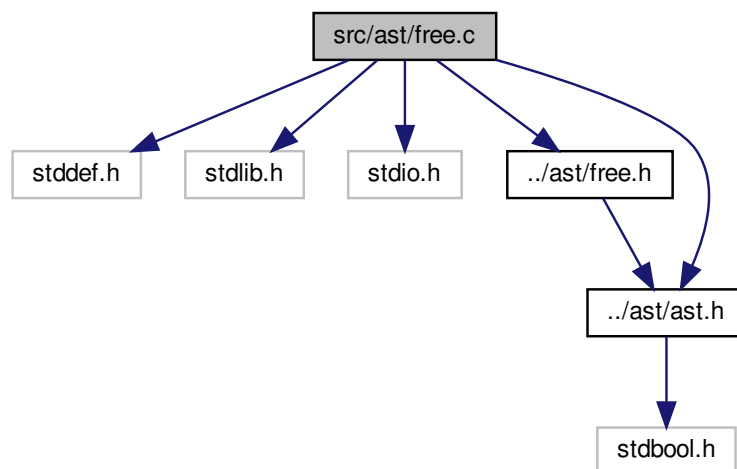 src/ast/free.c
stddef.h
stdlib.h
stdio.h
../ast/free.h
../ast/ast.h
stdbool.h